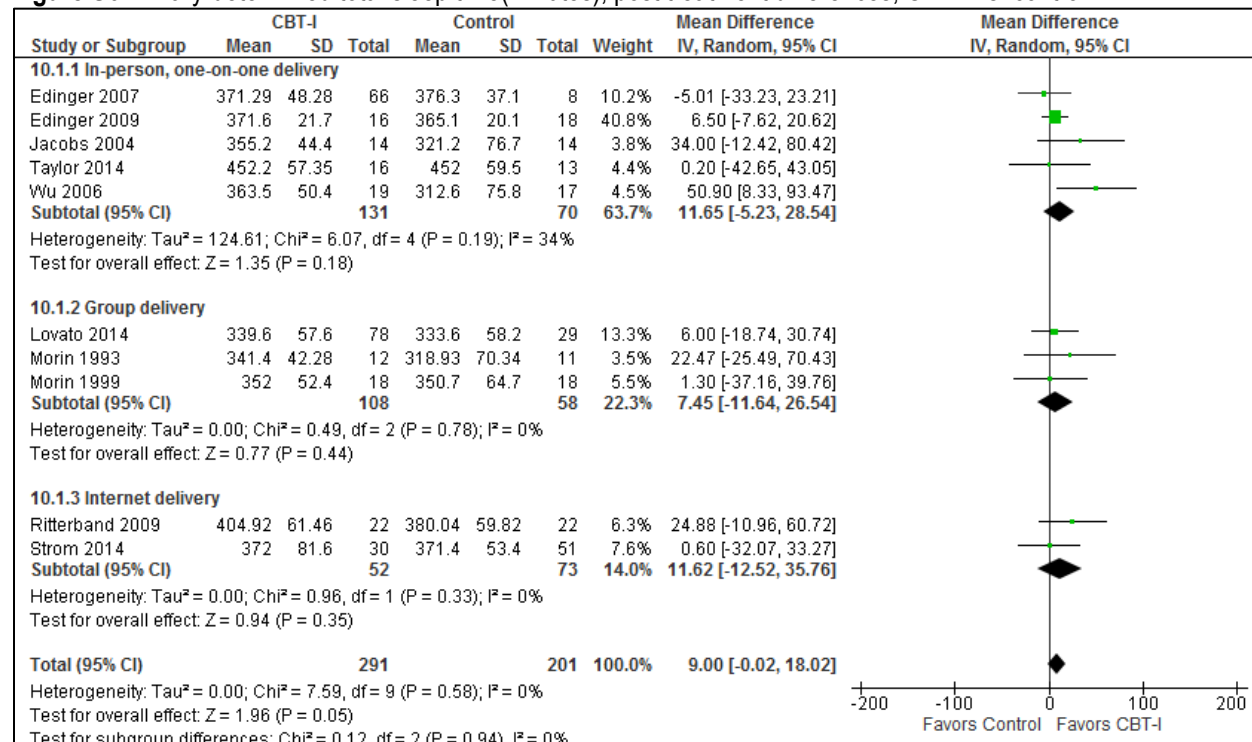 CBT-I Control Mean Difference Mean Difference
Study or Subgroup Mean SD Total Mean SD Total Weight IV, Random, 95% CI IV, Random, 95% CI
10.1.1 In-person, one-on-one delivery
Edinger 2007 371.29 48.28 66 376.3 37.1 8 10.2% -5.01 [-33.23, 23.21]
Edinger 2009 371.6 21.7 16 365.1 20.1 18 40.8% 6.50 [-7.62, 20.62]
Jacobs 2004 355.2 44.4 14 321.2 76.7 14 3.8% 34.00 [-12.42, 80.42]
Taylor 2014 452.2 57.35 16 452 59.5 13 4.4% 0.20 [-42.65, 43.05]
Wu 2006 363.5 50.4 19 312.6 75.8 17 4.5% 50.90 [8.33, 93.47]
Subtotal (95% CI) 131 70 63.7% 11.65 [-5.23, 28.54]
Heterogeneity: Tau² = 124.61; Chi² = 6.07, df = 4 (P = 0.19); I² = 34%
Test for overall effect: Z = 1.35 (P = 0.18)
10.1.2 Group delivery
Lovato 2014 339.6 57.6 78 333.6 58.2 29 13.3% 6.00 [-18.74, 30.74]
Morin 1993 341.4 42.28 12 318.93 70.34 11 3.5% 22.47 [-25.49, 70.43]
Morin 1999 352 52.4 18 350.7 64.7 18 5.5% 1.30 [-37.16, 39.76]
Subtotal (95% CI) 108 58 22.3% 7.45 [-11.64, 26.54]
Heterogeneity: Tau² = 0.00; Chi² = 0.49, df = 2 (P = 0.78); I² = 0%
Test for overall effect: Z = 0.77 (P = 0.44)
10.1.3 Internet delivery
Ritterband 2009 404.92 61.46 22 380.04 59.82 22 6.3% 24.88 [-10.96, 60.72]
Strom 2014 372 81.6 30 371.4 53.4 51 7.6% 0.60 [-32.07, 33.27]
Subtotal (95% CI) 52 73 14.0% 11.62 [-12.52, 35.76]
Heterogeneity: Tau² = 0.00; Chi² = 0.96, df = 1 (P = 0.33); I² = 0%
Test for overall effect: Z = 0.94 (P = 0.35)
Total (95% CI) 291 201 100.0% 9.00 [-0.02, 18.02]
Heterogeneity: Tau² = 0.00; Chi² = 7.59, df = 9 (P = 0.58); I² = 0%
Test for overall effect: Z = 1.96 (P = 0.05)
Test for subgroup differences: Chi² = 0.12, df = 2 (P = 0.94), I² = 0%
-200 -100 0 100 200
Favors Control Favors CBT-I